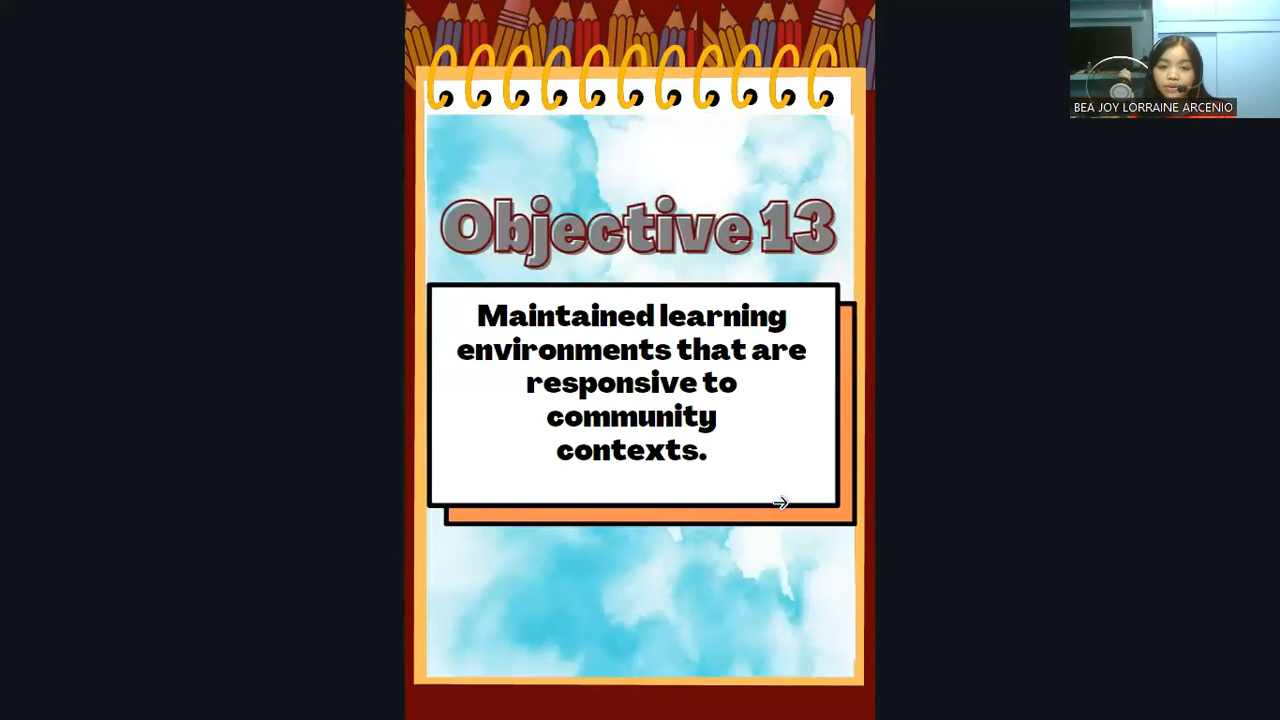 BEA JOY LORRAINE ARCENIO
Objective 13
Maintained learning
environments that are
responsive to
community
contexts.